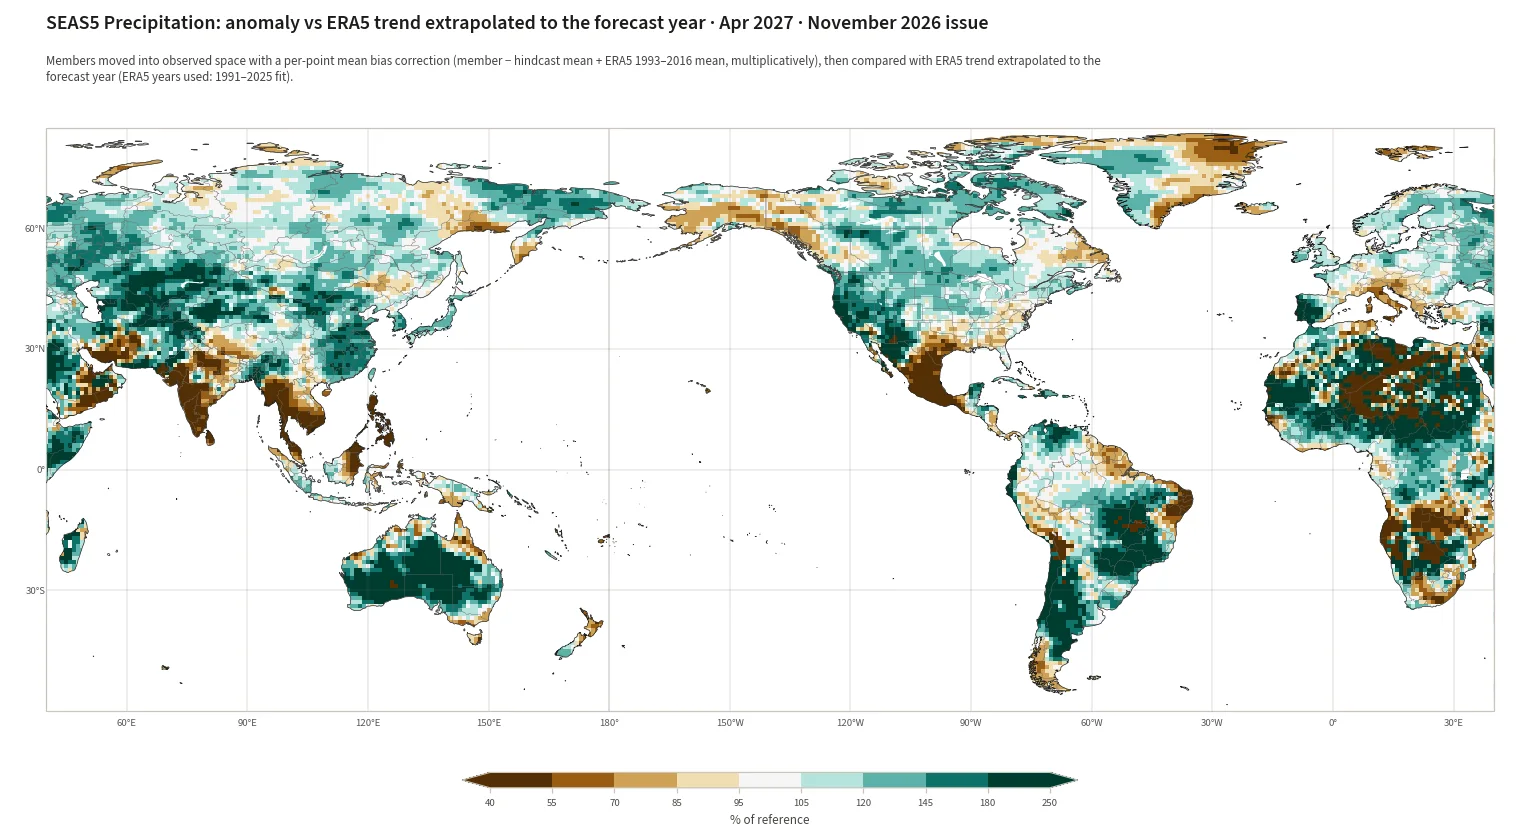 SEAS5 Precipitation: anomaly vs ERA5 trend extrapolated to the forecast year · Apr 2027 · November 2026 issue
Members moved into observed space with a per-point mean bias correction (member − hindcast mean + ERA5 1993–2016 mean, multiplicatively), then compared with ERA5 trend extrapolated to the
forecast year (ERA5 years used: 1991–2025 fit).
60°N
30°N
0°
30°S
60°E 90°E 120°E 150°E 180° 150°W 120°W 90°W 60°W 30°W 0° 30°E
40 55 70 85 95 105 120 145 180 250
% of reference